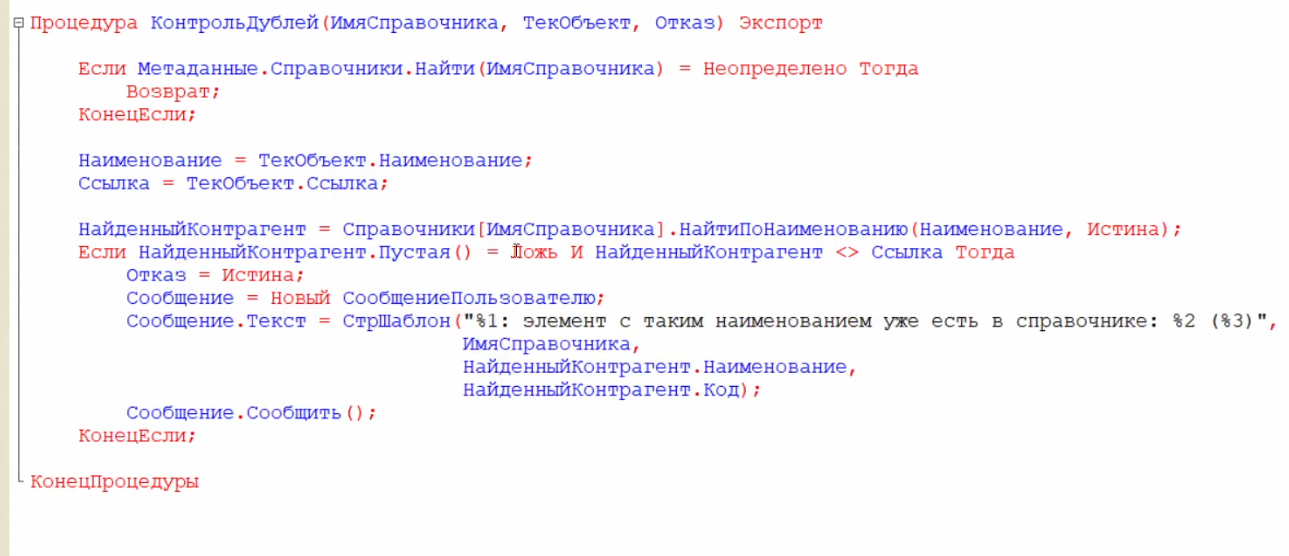 Процедура КонтрольДублей(ИмяСправочника, ТекОбъект, Отказ) Экспорт
Если Метаданные.Справочники.Найти(ИмяСправочника) = Неопределено Тогда
Возврат;
КонецЕсли;
Наименование = ТекОбъект.Наименование;
Ссылка = ТекОбъект.Ссылка;
НайденныйКонтрагент = Справочники[ИмяСправочника].НайтиПоНаименованию(Наименование, Истина);
Если НайденныйКонтрагент.Пустая() = Ложь И НайденныйКонтрагент <> Ссылка Тогда
Отказ = Истина;
Сообщение = Новый СообщениеПользователю;
Сообщение.Текст = СтрШаблон("%1: элемент с таким наименованием уже есть в справочнике: %2 (%3)",
ИмяСправочника,
НайденныйКонтрагент.Наименование,
НайденныйКонтрагент.Код);
Сообщение.Сообщить();
КонецЕсли;
КонецПроцедуры